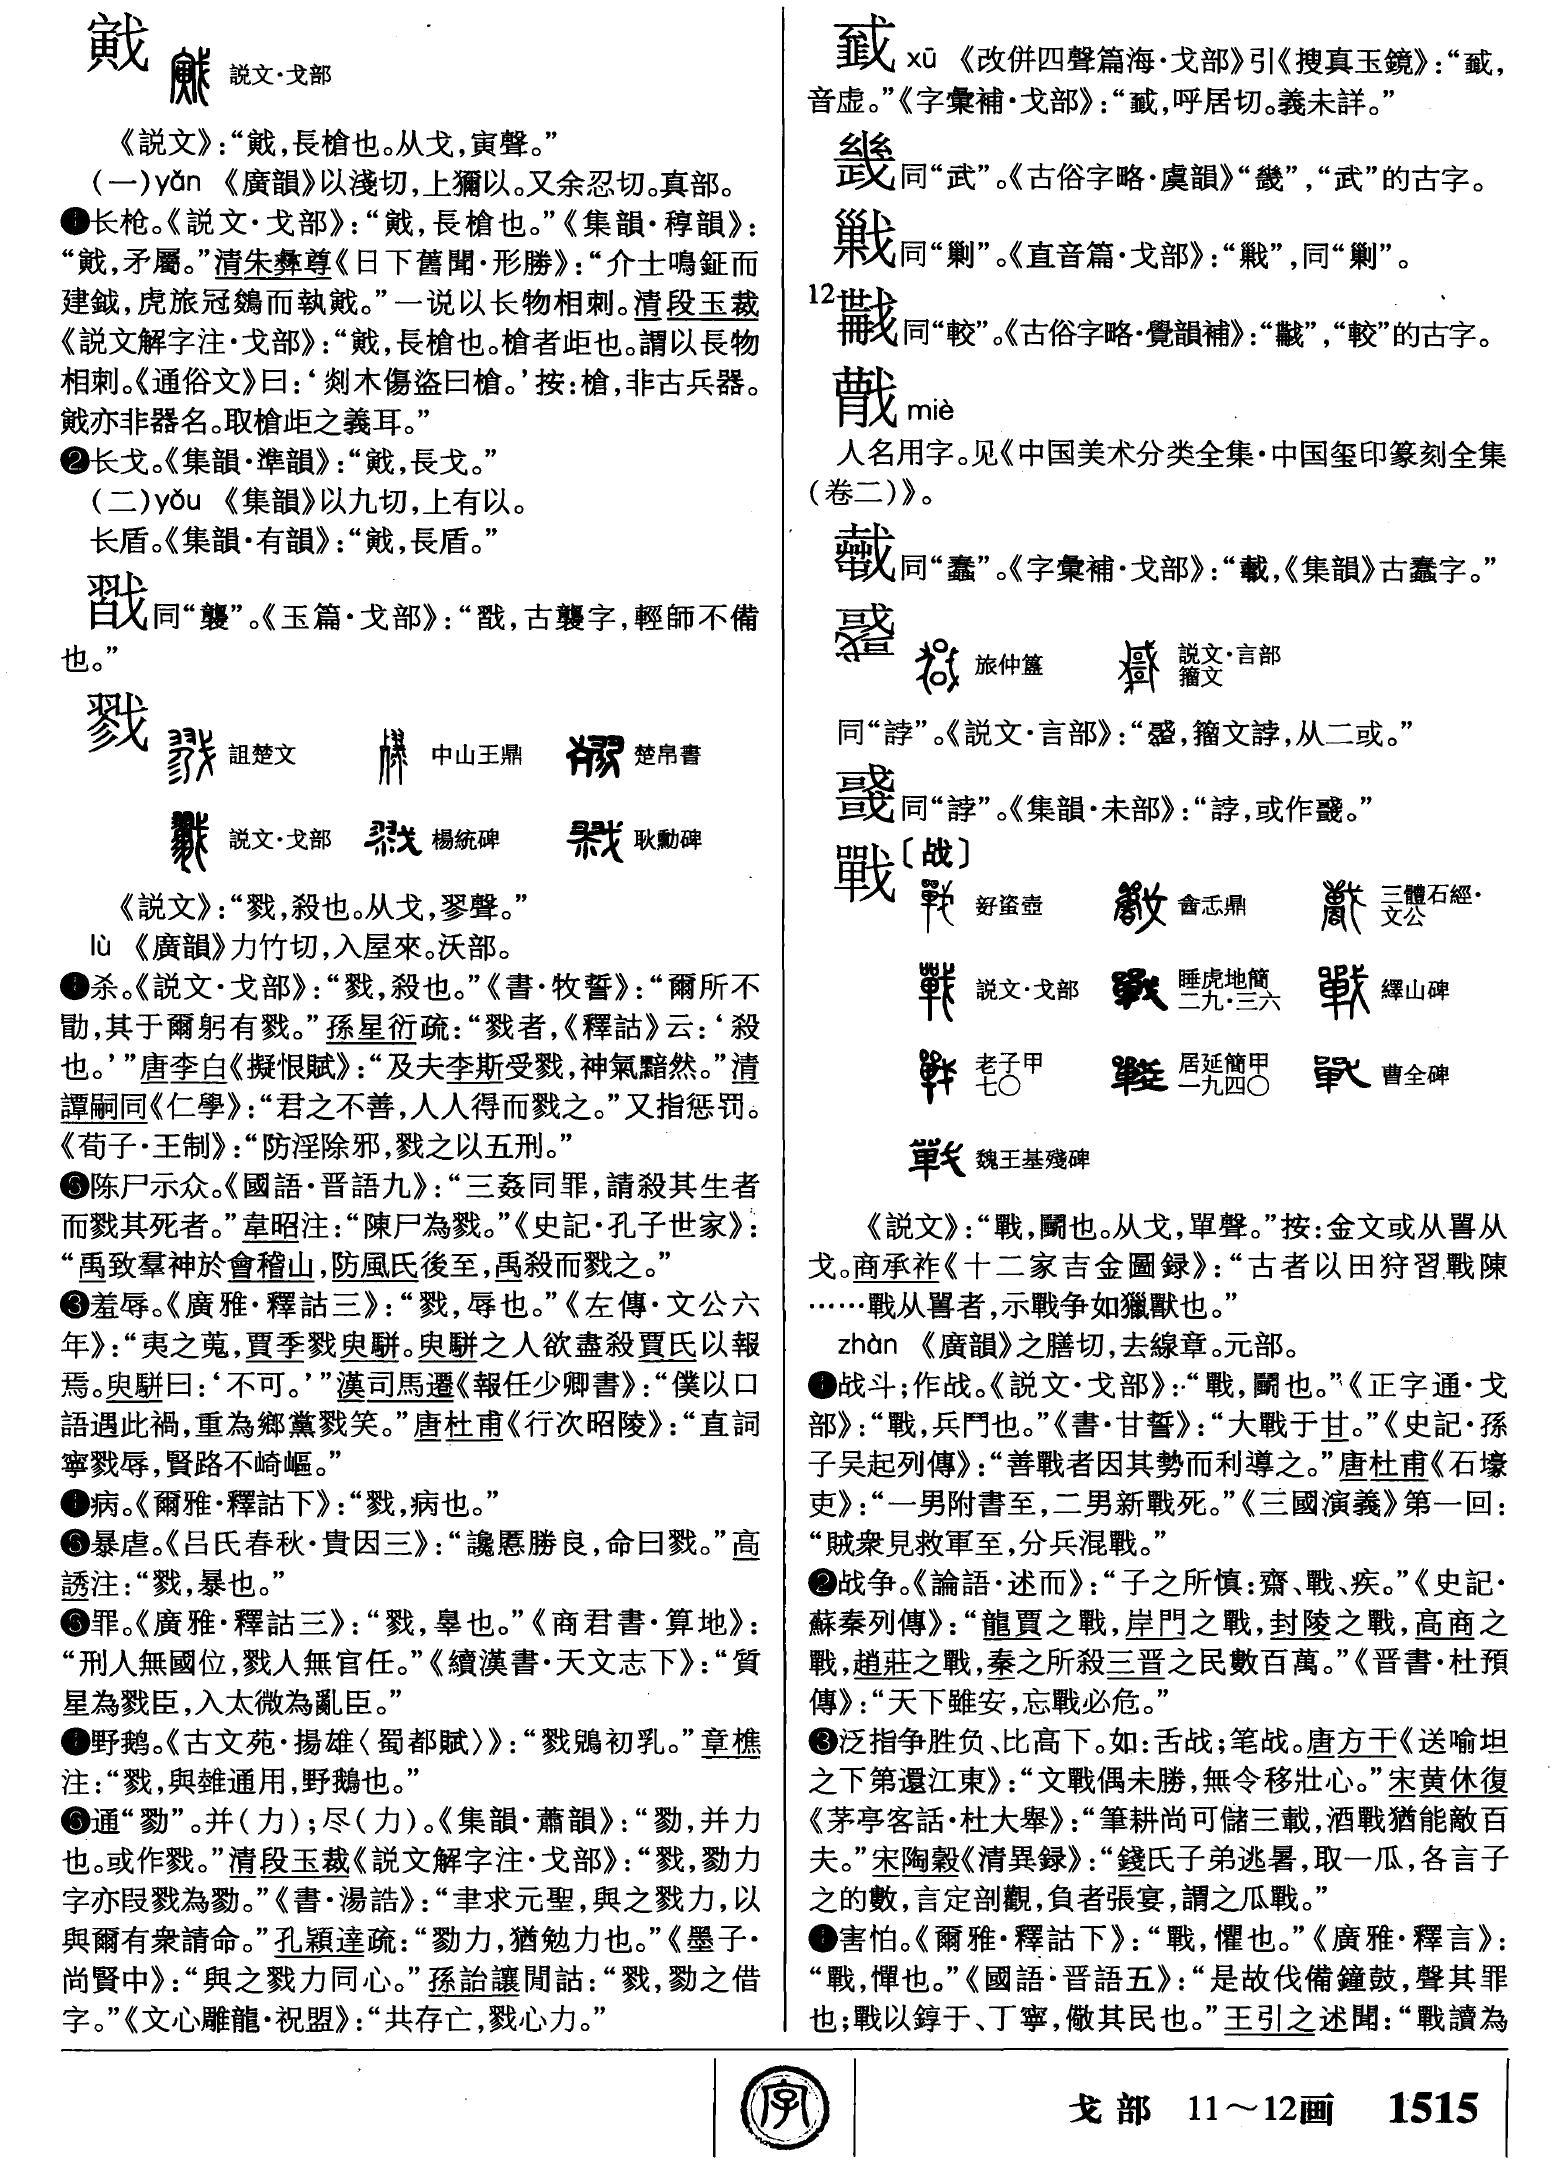 戭
説文·戈部
《説文》:“戭,長槍也。从戈,寅聲。”
(一)yǎn 《廣韻》以淺切,上獮以。又余忍切。真部。
❶长枪。《説文·戈部》:“戭,長槍也。”《集韻·稕韻》:
“戭,矛屬。”清朱彝尊《日下舊聞·形勝》:“介士鳴鉦而
建鉞,虎旅冠鷄而執戭。”一说以长物相刺。清段玉裁
《説文解字注·戈部》:“戭,長槍也。槍者歫也。謂以長物
相刺。《通俗文》曰:‘剡木傷盗曰槍。’按:槍,非古兵器。
戭亦非器名。取槍歫之義耳。”
❷长戈。《集韻·準韻》:“戭,長戈。”
(二)yǒu 《集韻》以九切,上有以。
长盾。《集韻·有韻》:“戭,長盾。”
戳同“襲”。《玉篇·戈部》:“,古襲字,輕師不備
也。”
戮
詛楚文 中山王鼎 楚帛書
説文·戈部 楊統碑 耿勳碑
《説文》:“戮,殺也。从戈,翏聲。”
lù 《廣韻》力竹切,入屋來。沃部。
❶杀。《説文·戈部》:“戮,殺也。”《書·牧誓》:“爾所不
勖,其于爾躬有戮。”孫星衍疏:“戮者,《釋詁》云:‘殺
也。’”唐李白《擬恨賦》:“及夫李斯受戮,神氣黯然。”清
譚嗣同《仁學》:“君之不善,人人得而戮之。”又指惩罚。
《荀子·王制》:“防淫除邪,戮之以五刑。”
❷陈尸示众。《國語·晋語九》:“三姦同罪,請殺其生者
而戮其死者。”韋昭注:“陳尸為戮。”《史記·孔子世家》:
“禹致羣神於會稽山,防風氏後至,禹殺而戮之。”
❸羞辱。《廣雅·釋詁三》:“戮,辱也。”《左傳·文公六
年》:“夷之蒐,賈季戮臾駢。臾駢之人欲盡殺賈氏以報
焉。臾駢曰:‘不可。’”漢司馬遷《報任少卿書》:“僕以口
語遇此禍,重為鄉黨戮笑。”唐杜甫《行次昭陵》:“直詞
寧戮辱,賢路不崎嶇。”
❹病。《爾雅·釋詁下》:“戮,病也。”
❺暴虐。《吕氏春秋·貴因三》:“讒慝勝良,命曰戮。”高
誘注:“戮,暴也。”
❻罪。《廣雅·釋詁三》:“戮,辠也。”《商君書·算地》:
“刑人無國位,戮人無官任。”《續漢書·天文志下》:“質
星為戮臣,入太微為亂臣。”
❼野鹅。《古文苑·揚雄〈蜀都賦〉》:“戮鶂初乳。”章樵
注:“戮,與雡通用,野鵝也。”
❽通“勠”。并(力);尽(力)。《集韻·蕭韻》:“勠,并力
也。或作戮。”清段玉裁《説文解字注·戈部》:“戮,勠力
字亦叚戮為勠。”《書·湯誥》:“聿求元聖,與之戮力,以
與爾有衆請命。”孔穎達疏:“勠力,猶勉力也。”《墨子·
尚賢中》:“與之戮力同心。”孫詒讓閒詁:“戮,勠之借
字。”《文心雕龍·祝盟》:“共存亡,戮心力。”
xū 《改併四聲篇海·戈部》引《搜真玉鏡》:“,
音虚。”《字彙補·戈部》:“,呼居切。義未詳。”
同“武”。《古俗字略·虞韻》“”,“武”的古字。
同“剿”。《直音篇·戈部》:“,同“剿”。
12
同“較”。《古俗字略·覺韻補》:“”,“較”的古字。
miè
人名用字。见《中国美术分类全集·中国玺印篆刻全集
(卷二)》。
同“蠢”。《字彙補·戈部》:“,《集韻》古蠢字。”
旅仲簋 説文·言部
籀文
同“誖”。《説文·言部》:“,籀文誖,从二或。”
同“誖”。《集韻·未部》:“誖,或作。”
戰〔战〕
𧊒壺 酓忎鼎 三體石經·
文公
説文·戈部 睡虎地簡
二九·三六 繹山碑
老子甲
七〇 居延簡甲
一九四〇 曹全碑
魏王基殘碑
《説文》:“戰,鬭也。从戈,單聲。”按:金文或从嘼从
戈。商承祚《十二家吉金圖録》:“古者以田狩習戰陳
……戰从嘼者,示戰争如獵獸也。”
zhàn 《廣韻》之膳切,去線章。元部。
❶战斗;作战。《説文·戈部》:“戰,鬭也。”《正字通·戈
部》:“戰,兵鬥也。”《書·甘誓》:“大戰于甘。”《史記·孫
子吴起列傳》:“善戰者因其勢而利導之。”唐杜甫《石壕
吏》:“一男附書至,二男新戰死。”《三國演義》第一回:
“賊衆見救軍至,分兵混戰。”
❷战争。《論語·述而》:“子之所慎:齋、戰、疾。”《史記·
蘇秦列傳》:“龍賈之戰,岸門之戰,封陵之戰,高商之
戰,趙莊之戰,秦之所殺三晋之民數百萬。”《晋書·杜預
傳》:“天下雖安,忘戰必危。”
❸泛指争胜负、比高下。如:舌战;笔战。唐方干《送喻坦
之下第還江東》:“文戰偶未勝,無令移壯心。”宋黄休復
《茅亭客話·杜大舉》:“筆耕尚可儲三載,酒戰猶能敵百
夫。”宋陶穀《清異録》:“錢氏子弟逃暑,取一瓜,各言子
之的數,言定剖觀,負者張宴,謂之瓜戰。”
❹害怕。《爾雅·釋詁下》:“戰,懼也。”《廣雅·釋言》:
“戰,憚也。”《國語·晋語五》:“是故伐備鐘鼓,聲其罪
也;戰以錞于、丁寧,儆其民也。”王引之述聞:“戰讀為
字
戈部 11～12画 1515